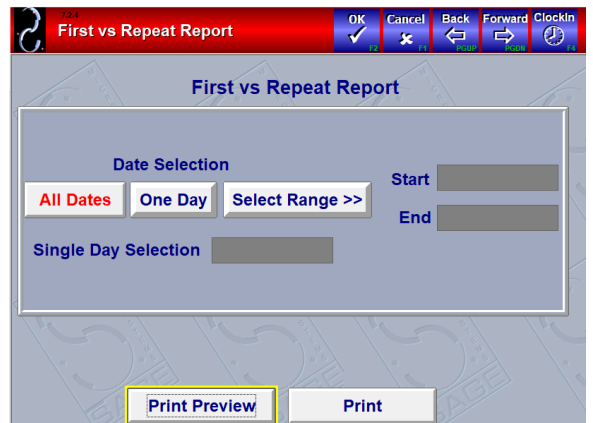 7.2.4
First vs Repeat Report
OK Cancel Back Forward ClockIn
F2 F1 PGUP PGDN F4
First vs Repeat Report
Date Selection
All Dates One Day Select Range >>
Start
End
Single Day Selection
Print Preview Print